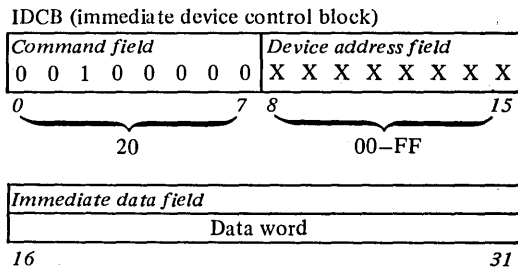 IDCB (immediate device control block)
Command field Device address field
0 0 1 0 0 0 0 0 X X X X X X X X
0 7 8 15
20 00–FF
Immediate data field
Data word
16 31